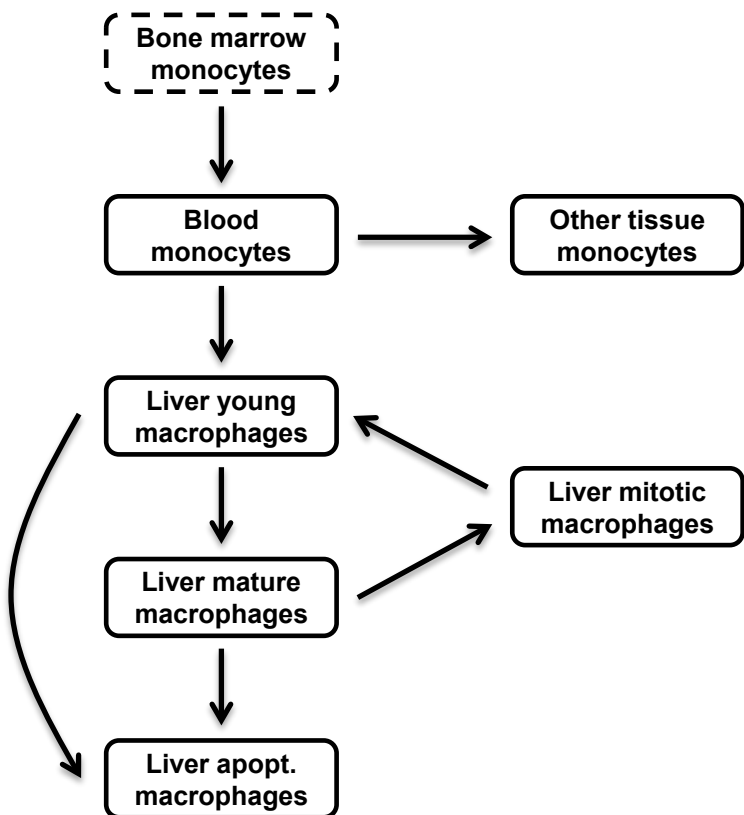 Bone marrow
monocytes
Blood
monocytes
Other tissue
monocytes
Liver young
macrophages
Liver mitotic
macrophages
Liver mature
macrophages
Liver apopt.
macrophages